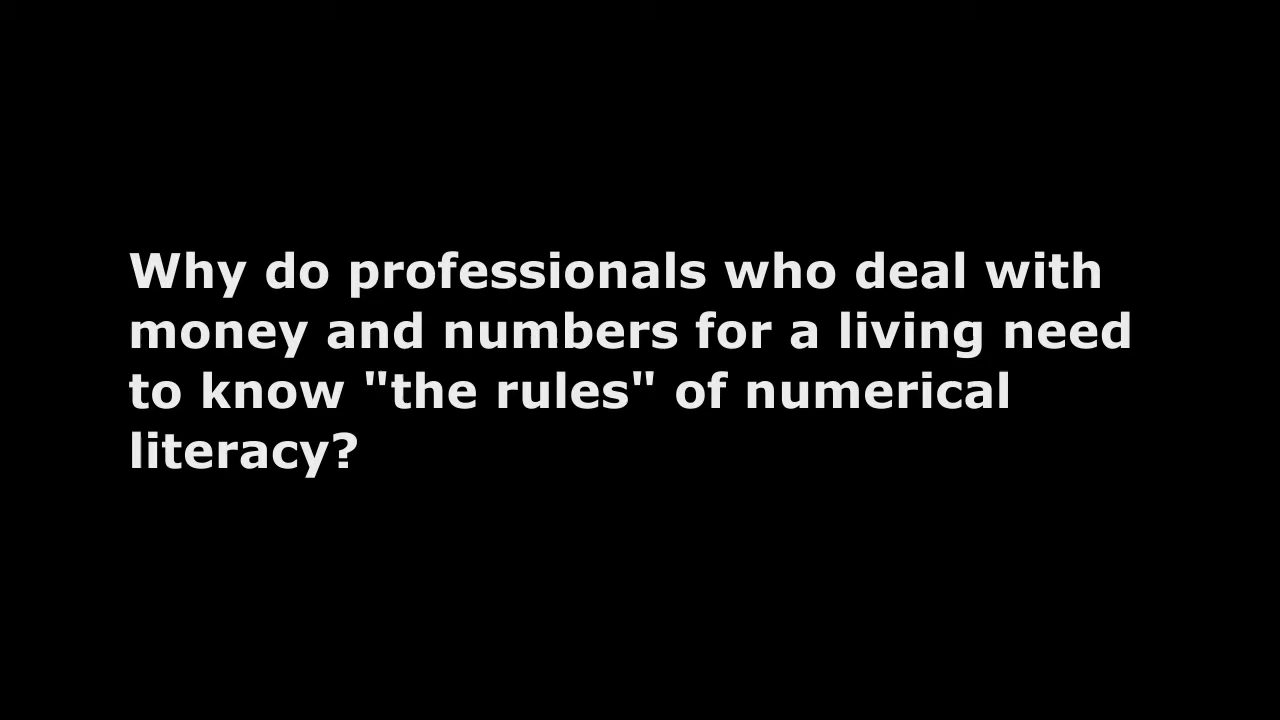 Why do professionals who deal with
money and numbers for a living need
to know "the rules" of numerical
literacy?